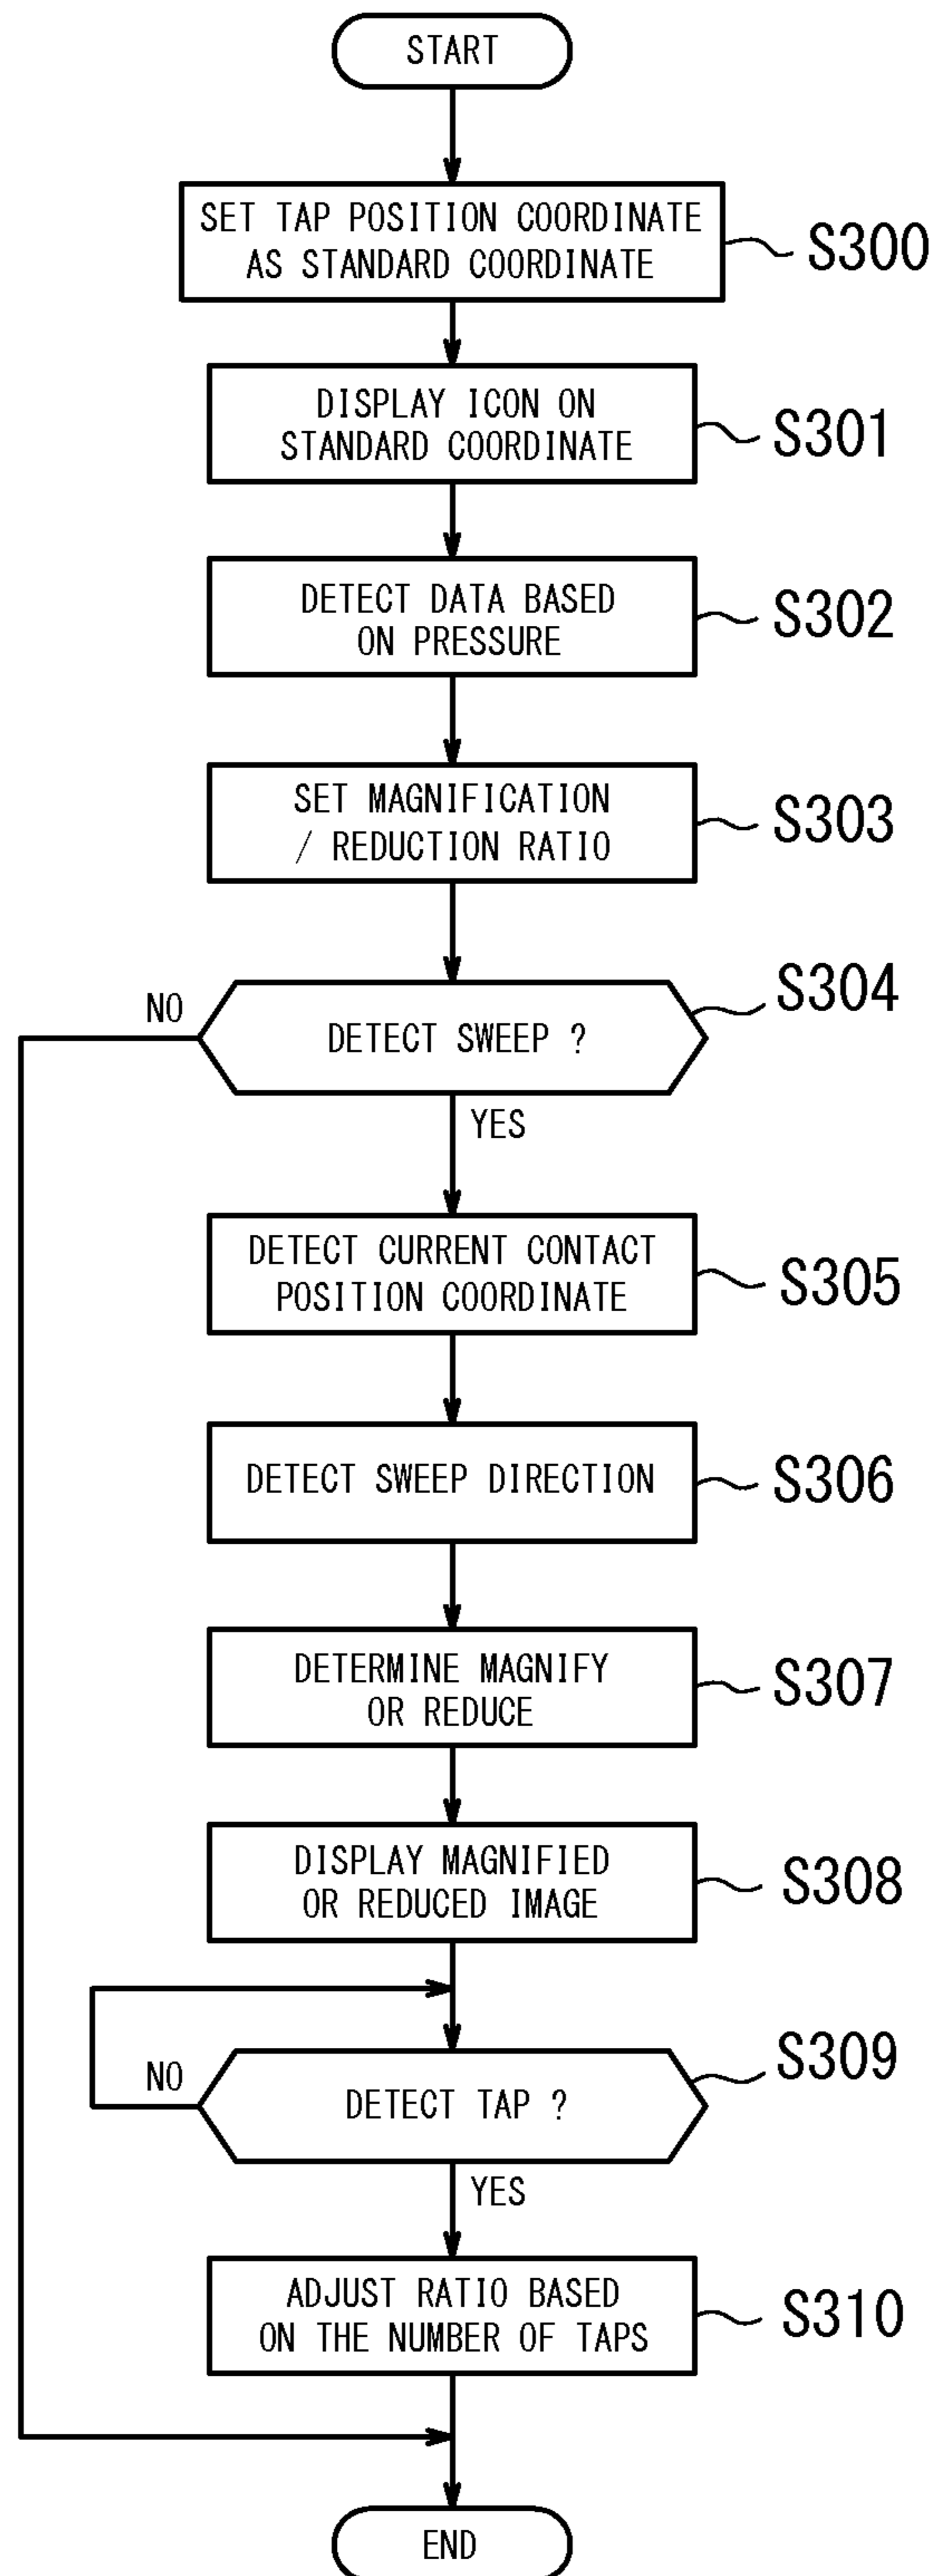 START
SET TAP POSITION COORDINATE
AS STANDARD COORDINATE
S300
DISPLAY ICON ON
STANDARD COORDINATE
S301
DETECT DATA BASED
ON PRESSURE
S302
SET MAGNIFICATION
/ REDUCTION RATIO
S303
S304
NO
DETECT SWEEP ?
YES
DETECT CURRENT CONTACT
POSITION COORDINATE
S305
DETECT SWEEP DIRECTION
S306
DETERMINE MAGNIFY
OR REDUCE
S307
DISPLAY MAGNIFIED
OR REDUCED IMAGE
S308
S309
NO
DETECT TAP ?
YES
ADJUST RATIO BASED
ON THE NUMBER OF TAPS
S310
END